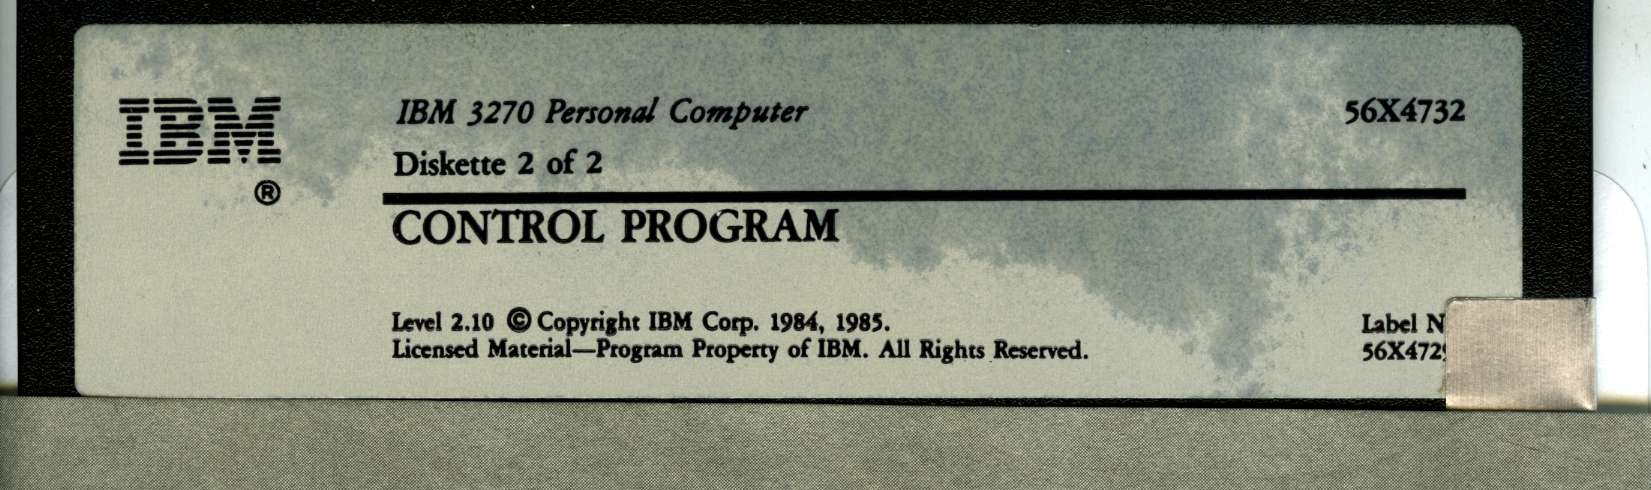 IBM
®
IBM 3270 Personal Computer
56X4732
Diskette 2 of 2
CONTROL PROGRAM
Level 2.10 © Copyright IBM Corp. 1984, 1985.
Licensed Material—Program Property of IBM. All Rights Reserved.
Label